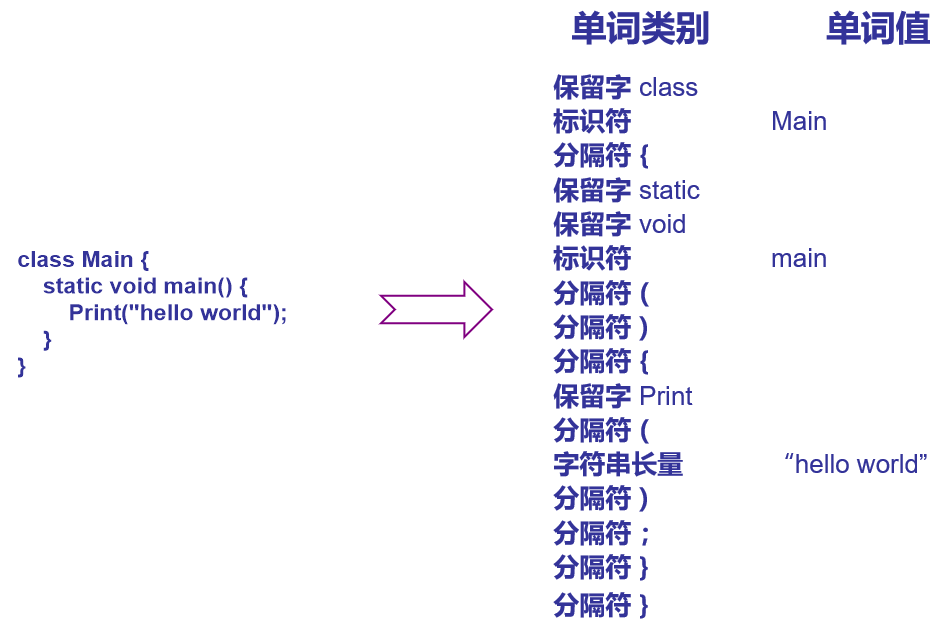 单词类别 单词值
保留字 class
标识符 Main
分隔符 {
保留字 static
保留字 void
标识符 main
分隔符 (
分隔符 )
分隔符 {
保留字 Print
分隔符 (
字符串长量 “hello world”
分隔符 )
分隔符 ;
分隔符 }
分隔符 }
class Main {
static void main() {
Print("hello world");
}
}